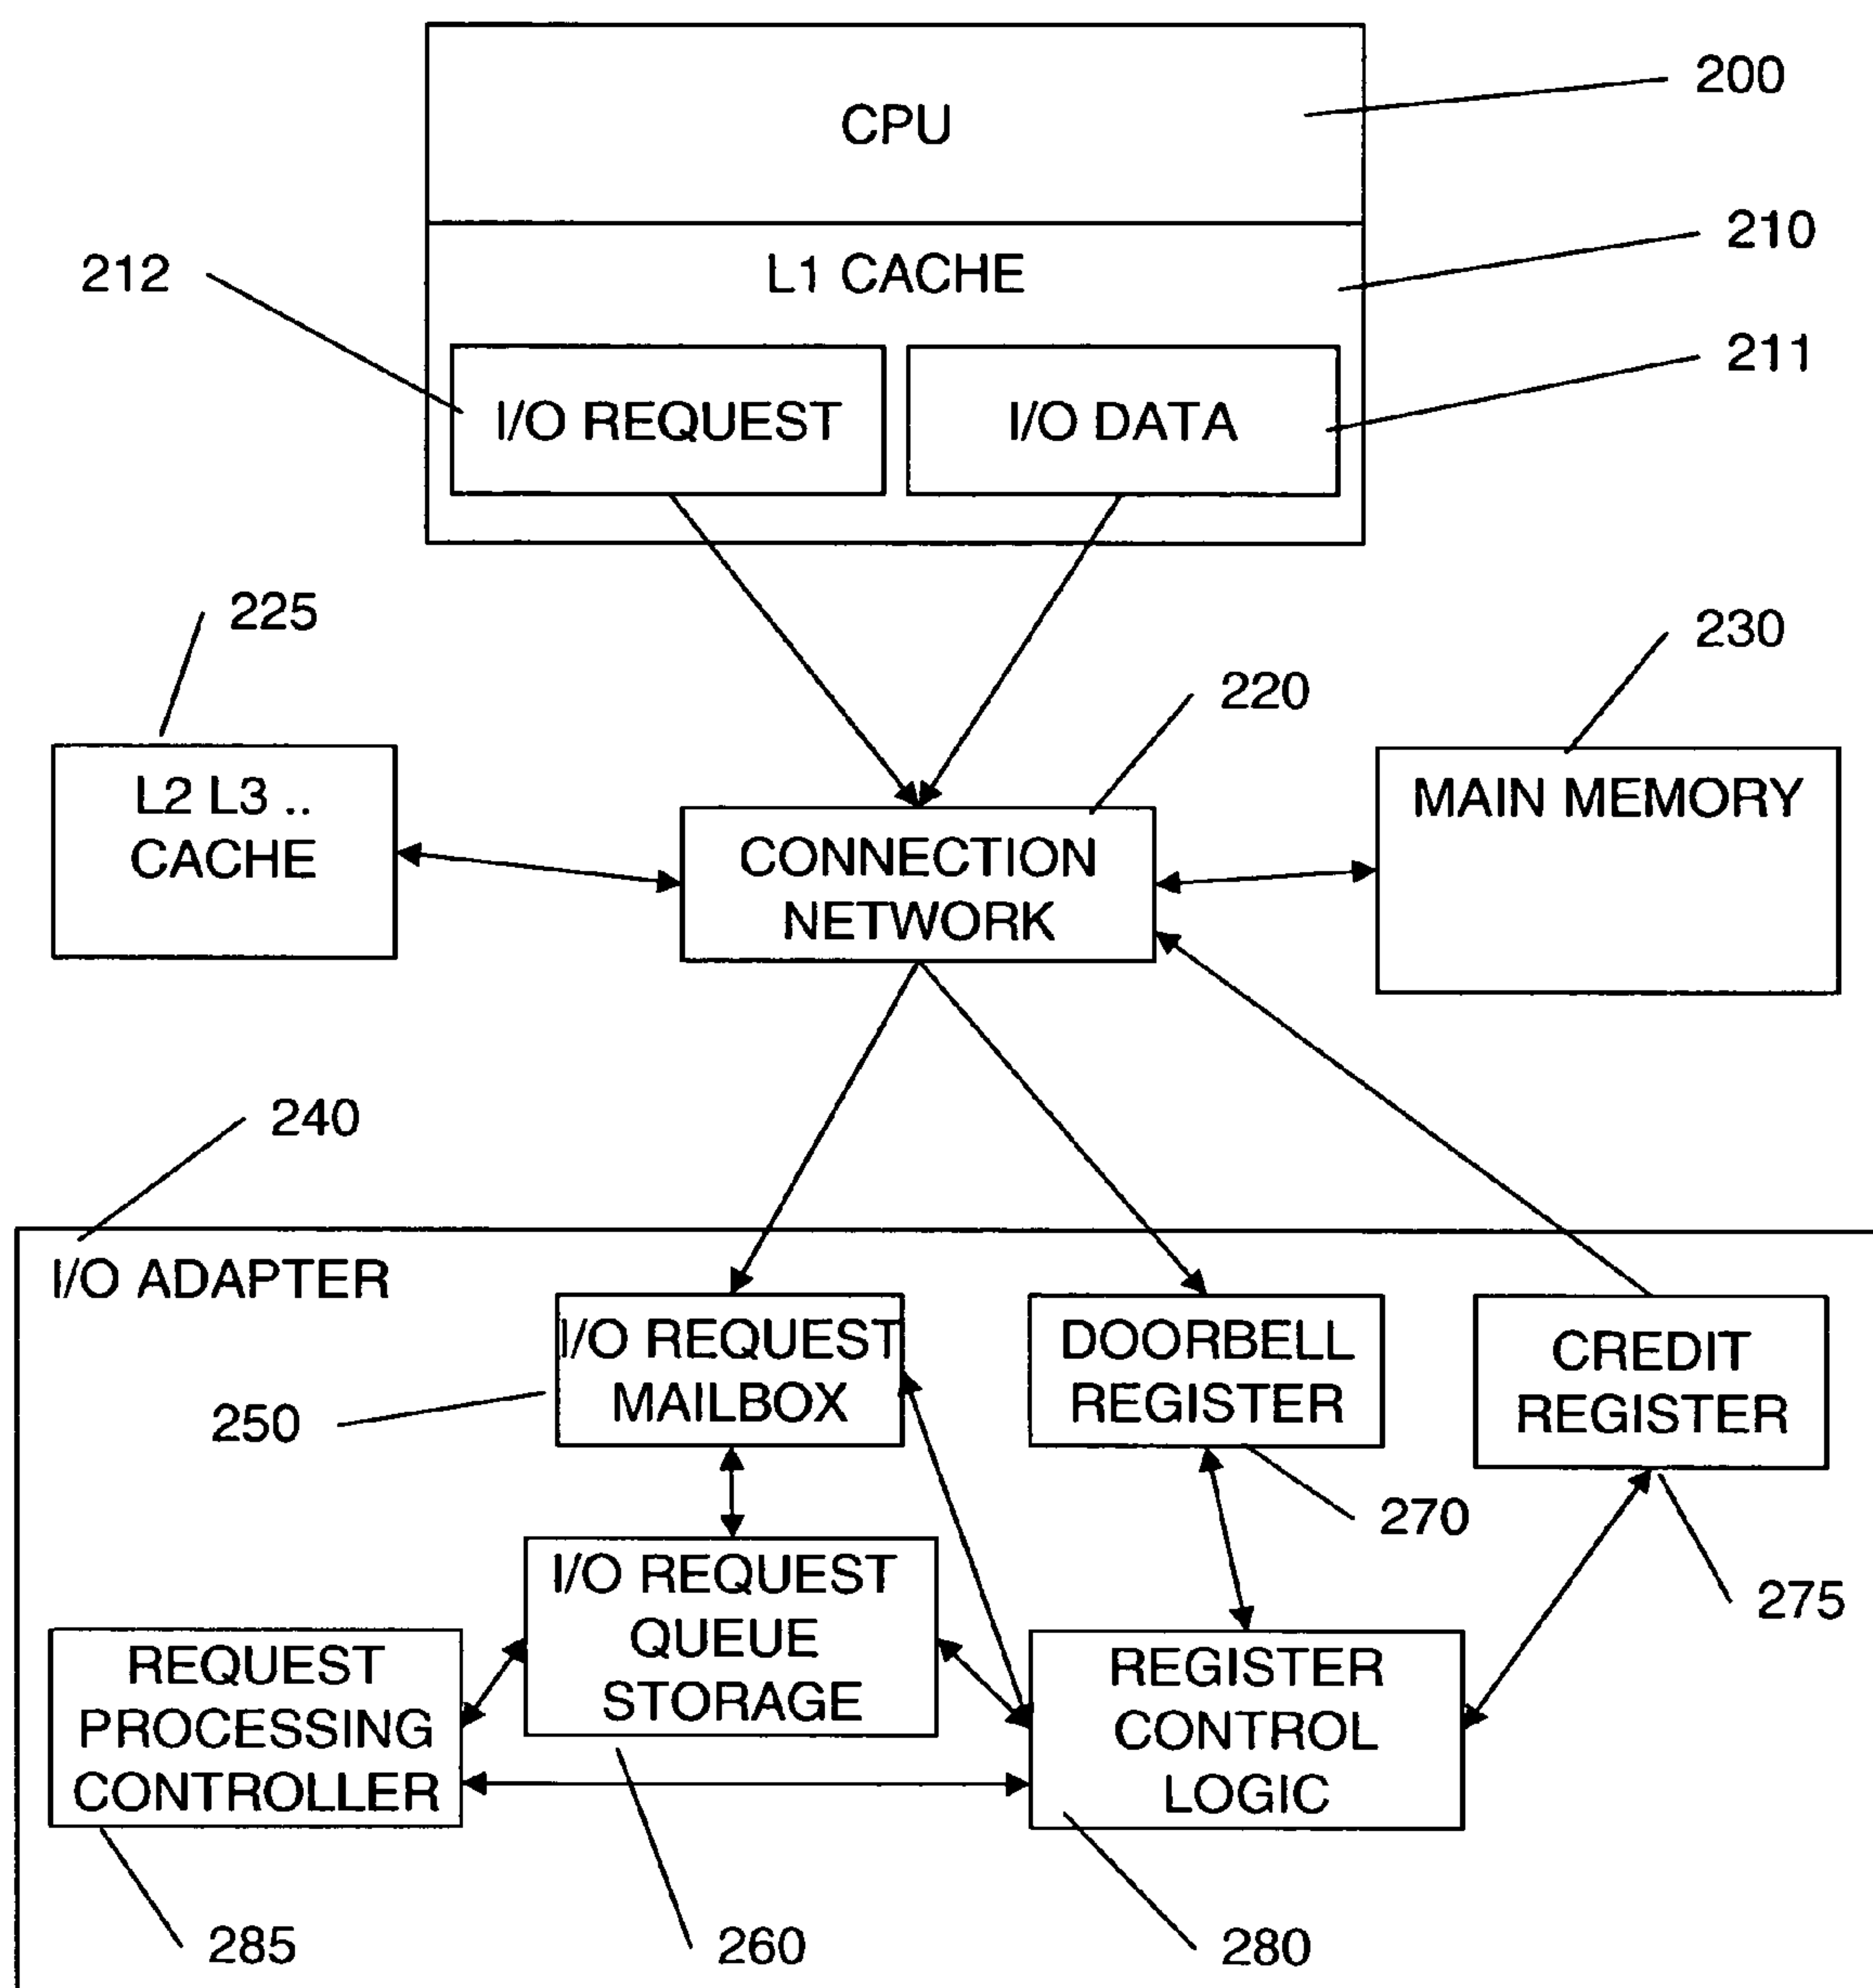 200
CPU
210
L1 CACHE
212
211
I/O REQUEST
I/O DATA
225
230
220
L2 L3 ..
CACHE
CONNECTION
NETWORK
MAIN MEMORY
240
I/O ADAPTER
I/O REQUEST
MAILBOX
DOORBELL
REGISTER
CREDIT
REGISTER
250
270
275
I/O REQUEST
QUEUE
STORAGE
REQUEST
PROCESSING
CONTROLLER
REGISTER
CONTROL
LOGIC
285
260
280